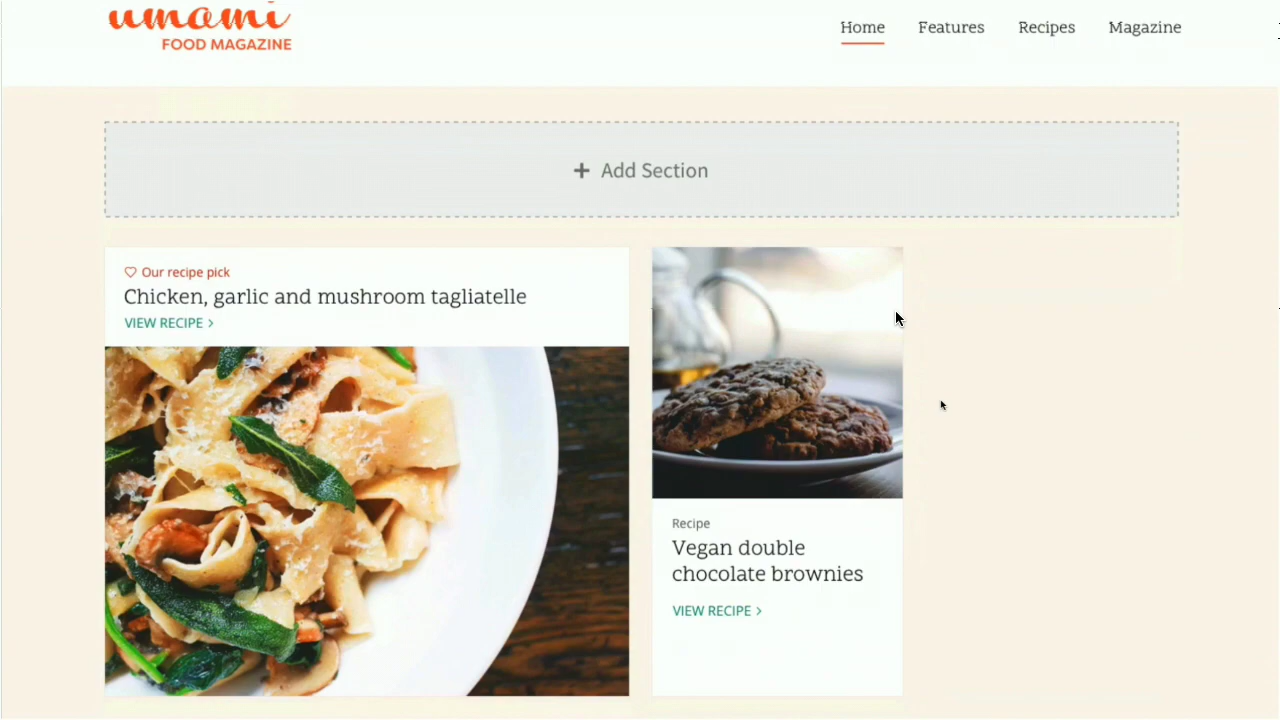 umami
FOOD MAGAZINE
Home Features Recipes Magazine
+ Add Section
Our recipe pick
Chicken, garlic and mushroom tagliatelle
VIEW RECIPE >
Recipe
Vegan double
chocolate brownies
VIEW RECIPE >